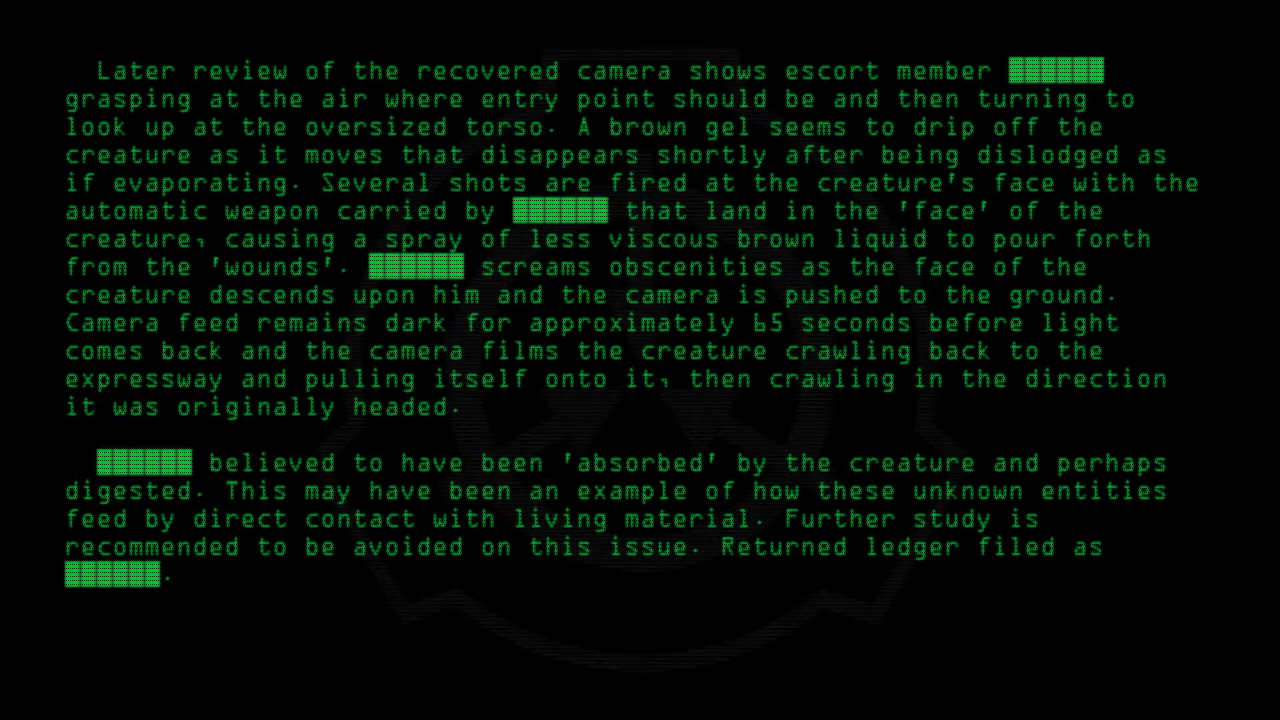 Later review of the recovered camera shows escort member ██████
grasping at the air where entry point should be and then turning to
look up at the oversized torso. A brown gel seems to drip off the
creature as it moves that disappears shortly after being dislodged as
if evaporating. Several shots are fired at the creature's face with the
automatic weapon carried by ██████ that land in the 'face' of the
creature, causing a spray of less viscous brown liquid to pour forth
from the 'wounds'. ██████ screams obscenities as the face of the
creature descends upon him and the camera is pushed to the ground.
Camera feed remains dark for approximately 65 seconds before light
comes back and the camera films the creature crawling back to the
expressway and pulling itself onto it, then crawling in the direction
it was originally headed.
██████ believed to have been 'absorbed' by the creature and perhaps
digested. This may have been an example of how these unknown entities
feed by direct contact with living material. Further study is
recommended to be avoided on this issue. Returned ledger filed as
██████.